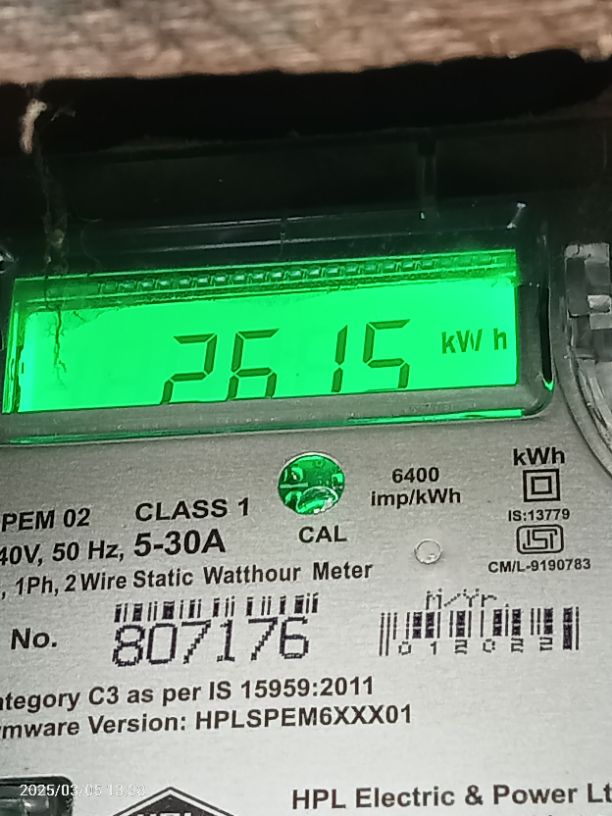 2615 kWh
PEM 02 CLASS 1
CAL
6400
imp/kWh
kWh
IS:13779
CM/L-9190783
40V, 50 Hz, 5-30A
, 1Ph, 2 Wire Static Watthour Meter
No. 807176
M/Yr.
012022
ategory C3 as per IS 15959:2011
mware Version: HPLSPEM6XXX01
HPL Electric & Power Lt
2025/03/05